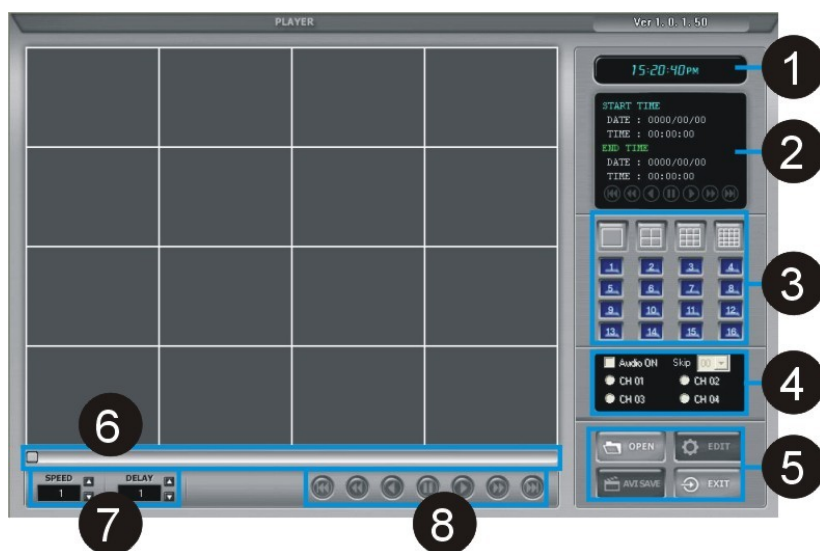 PLAYER
Ver 1. 0. 1. 50
15:20:40PM
1
START TIME
DATE : 0000/00/00
TIME : 00:00:00
END TIME
DATE : 0000/00/00
TIME : 00:00:00
2
1 2 3 4
5 6 7 8
9 10 11 12
13 14 15 16
3
Audio ON Skip 00
CH 01 CH 02
CH 03 CH 04
4
OPEN EDIT
AVI SAVE EXIT
5
6
SPEED DELAY
1 1
7
8